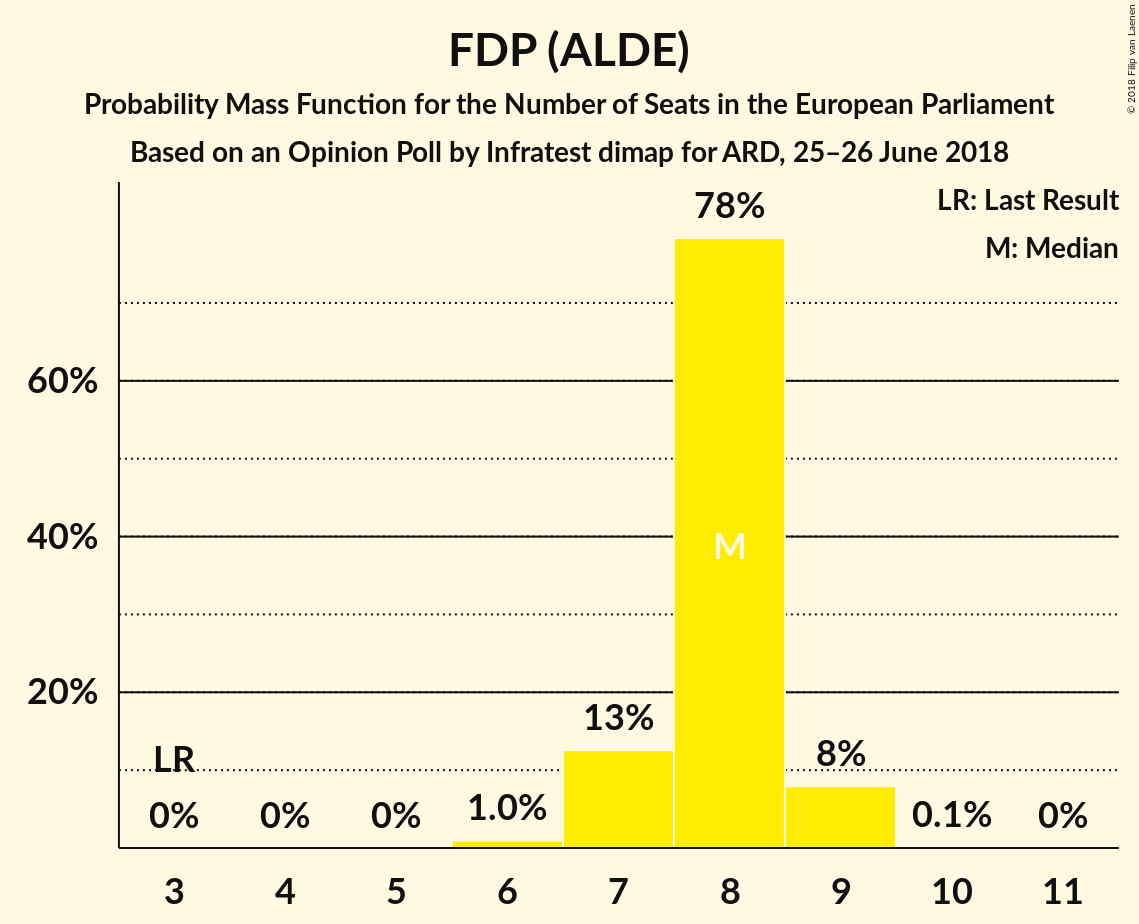 FDP (ALDE)
Probability Mass Function for the Number of Seats in the European Parliament
Based on an Opinion Poll by Infratest dimap for ARD, 25–26 June 2018
© 2018 Filip van Laenen
LR: Last Result
M: Median
78%
60%
40%
M
20%
13%
LR
8%
0%
0%
0%
1.0%
0.1%
0%
3 4 5 6 7 8 9 10 11